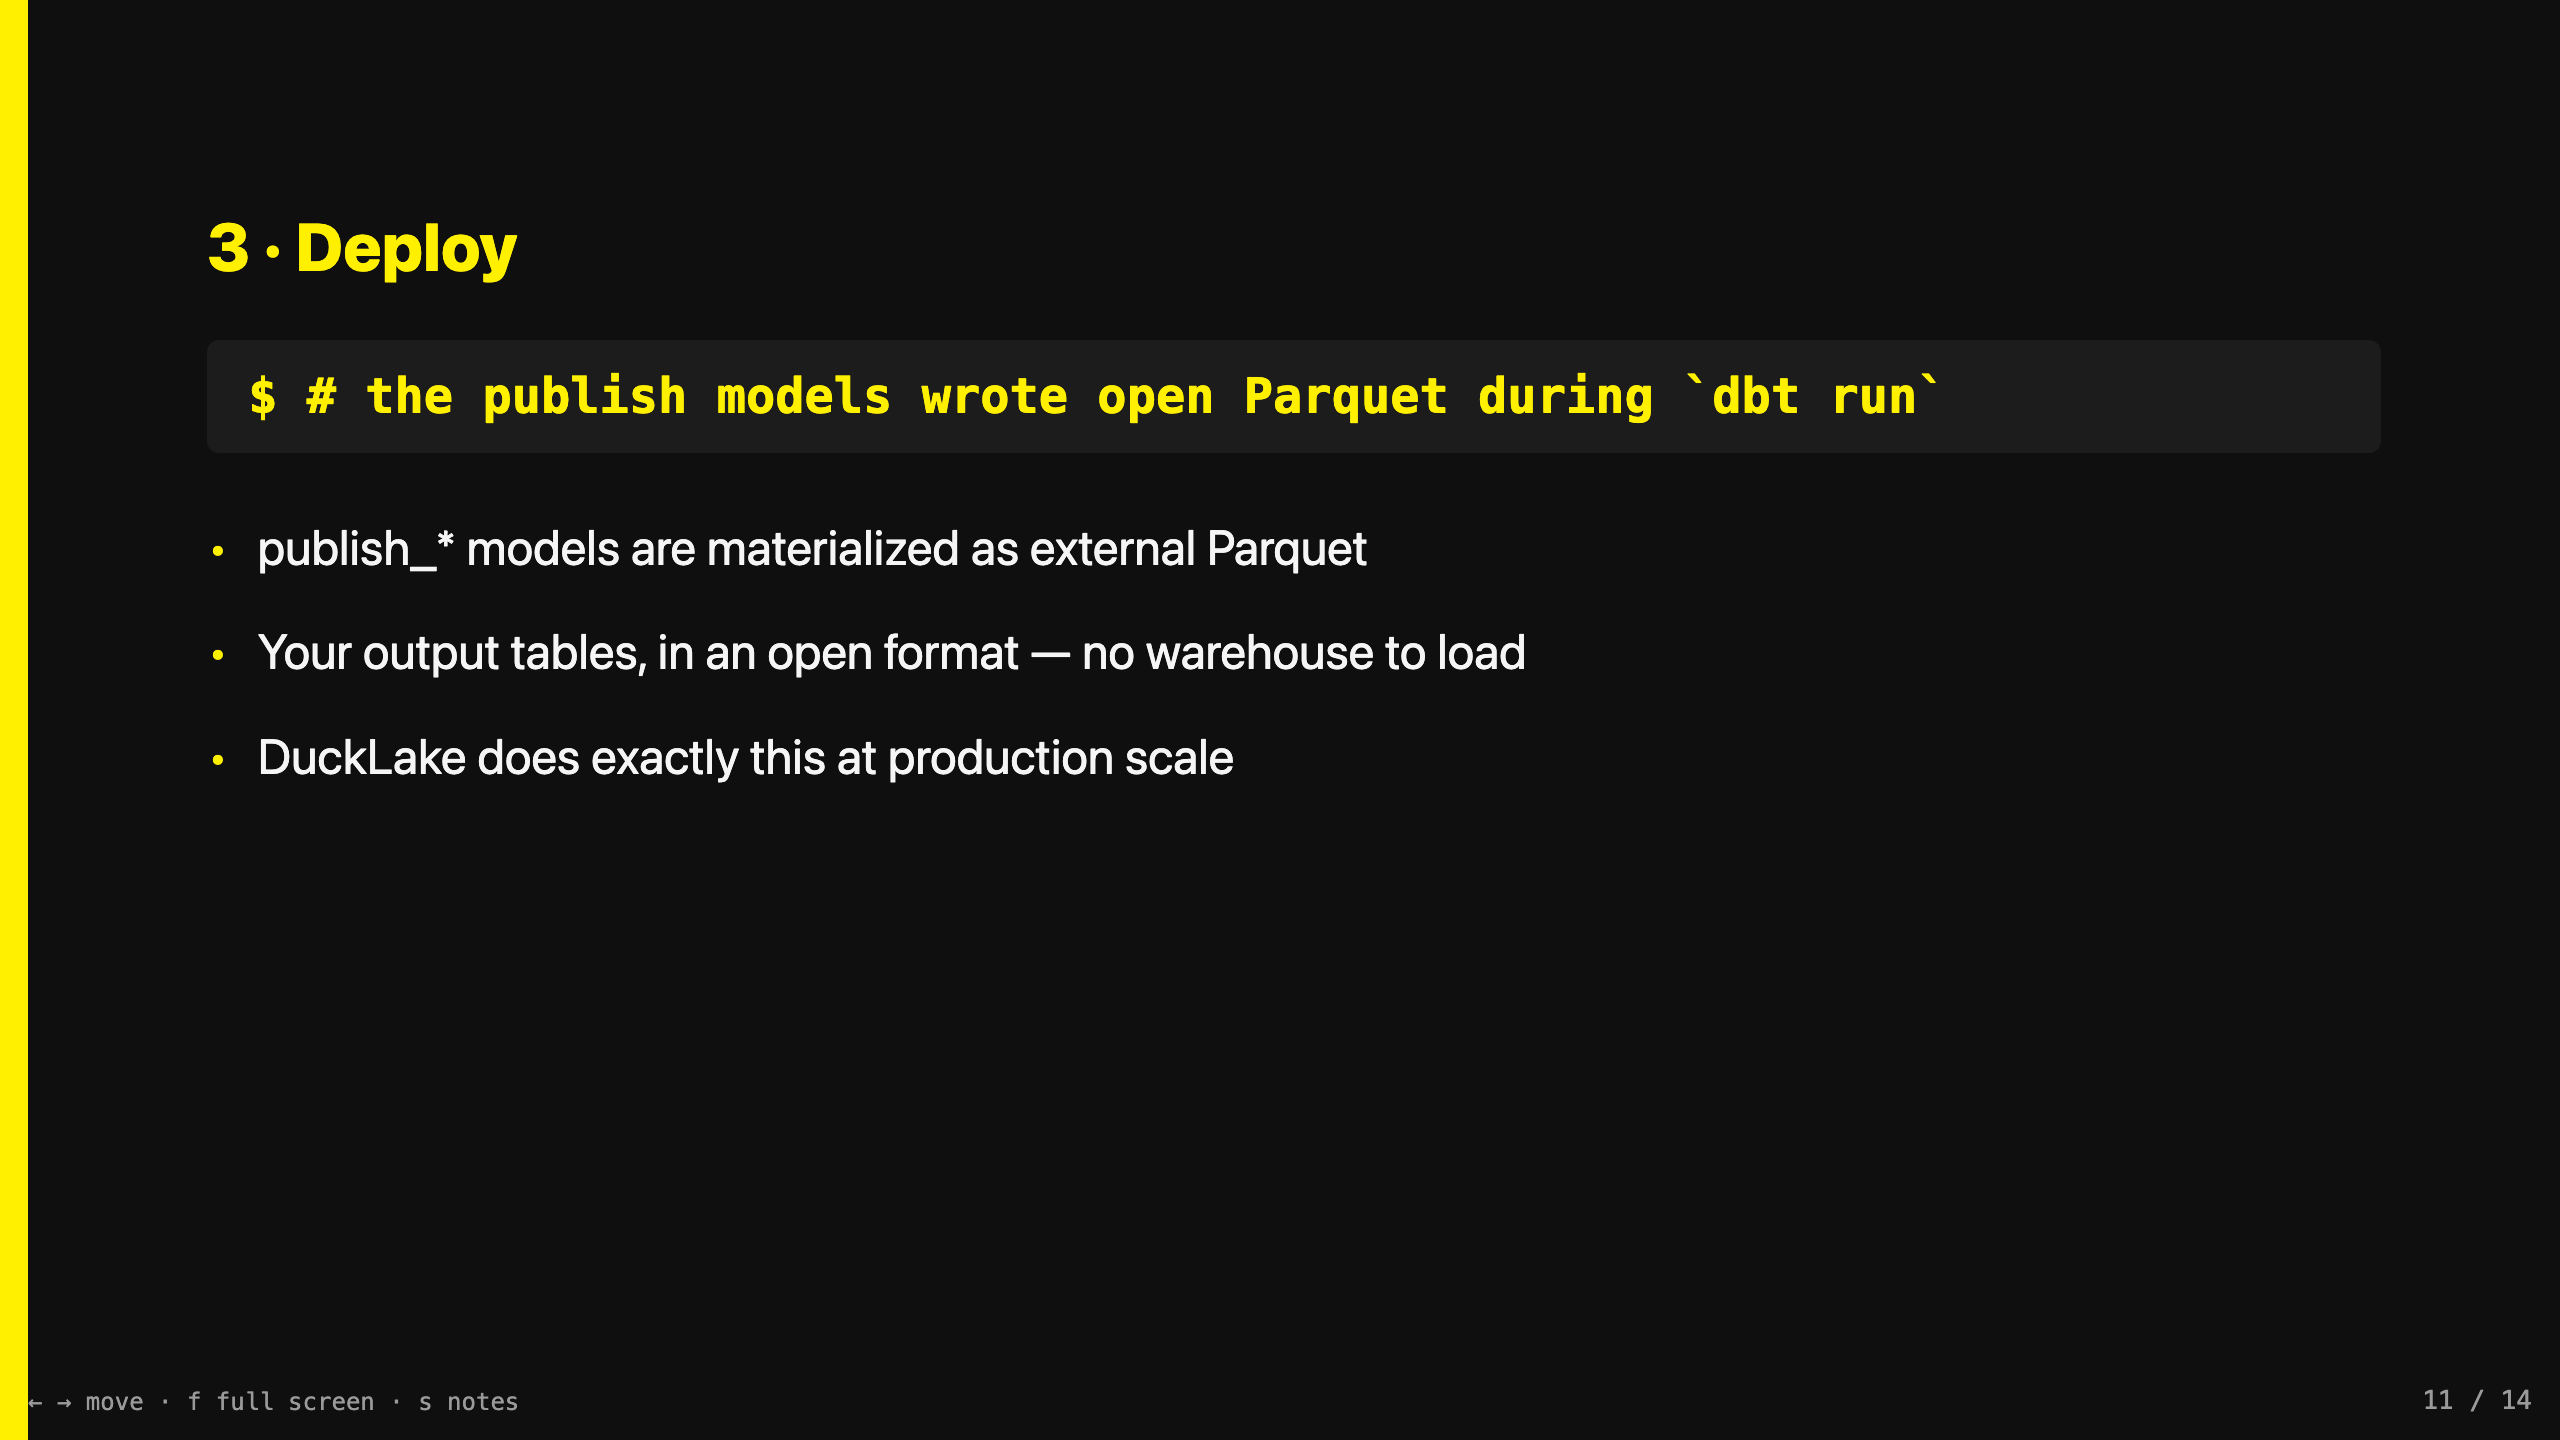 3 · Deploy
$ # the publish models wrote open Parquet during `dbt run`
• publish_* models are materialized as external Parquet
• Your output tables, in an open format — no warehouse to load
• DuckLake does exactly this at production scale
← → move · f full screen · s notes
11 / 14